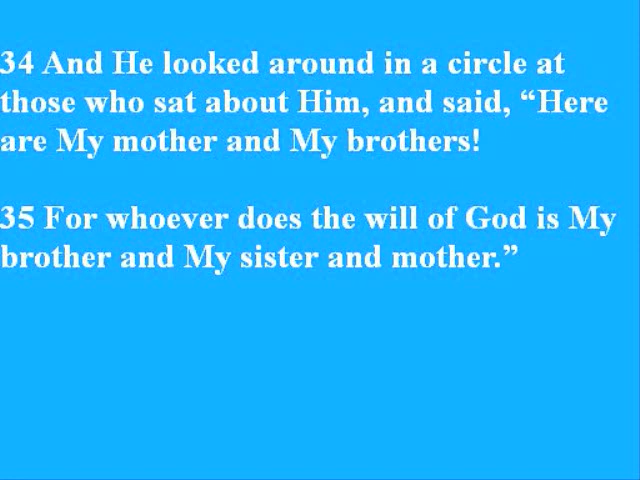 34 And He looked around in a circle at
those who sat about Him, and said, “Here
are My mother and My brothers!
35 For whoever does the will of God is My
brother and My sister and mother.”